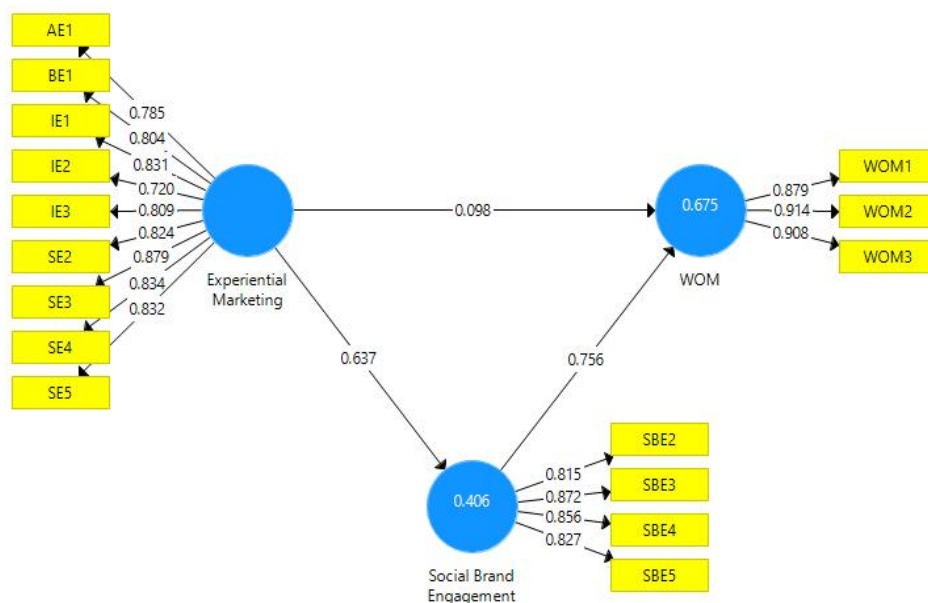 AE1
BE1
IE1
IE2
IE3
SE2
SE3
SE4
SE5
0.785
0.804
0.831
0.720
0.809
0.824
0.879
0.834
0.832
Experiential
Marketing
0.098
0.637
0.756
0.675
WOM
0.879
0.914
0.908
WOM1
WOM2
WOM3
0.406
Social Brand
Engagement
0.815
0.872
0.856
0.827
SBE2
SBE3
SBE4
SBE5